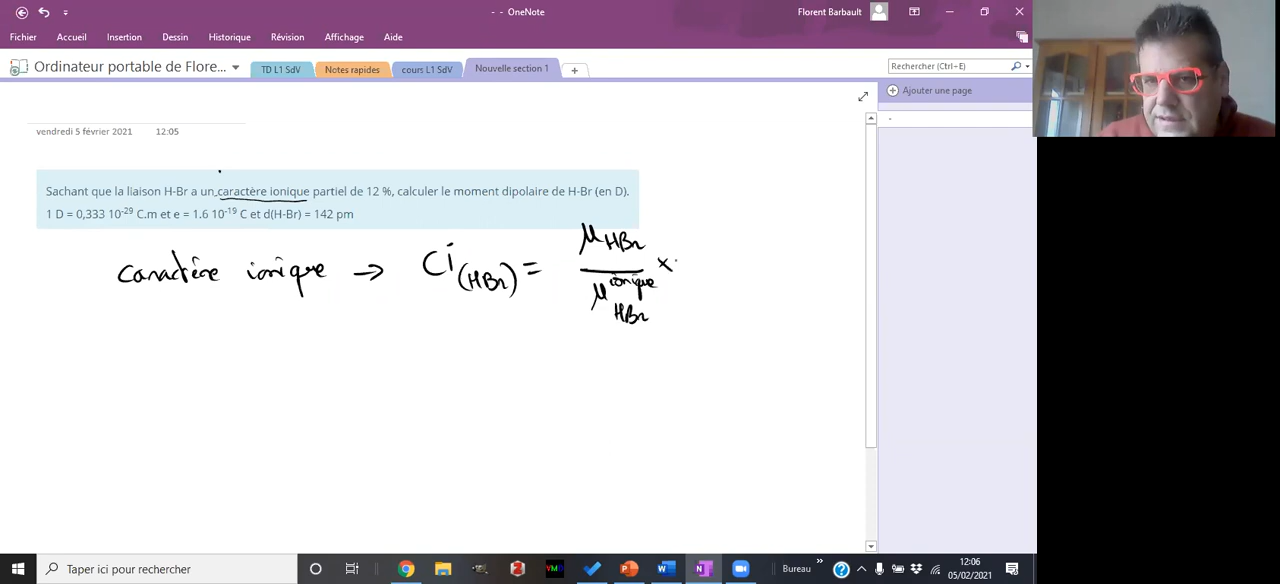 - - OneNote
Florent Barbault
Fichier Accueil Insertion Dessin Historique Révision Affichage Aide
Ordinateur portable de Flore...
TD L1 SdV
Notes rapides
cours L1 SdV
Nouvelle section 1
Rechercher (Ctrl+E)
Ajouter une page
-
vendredi 5 février 2021 12:05
Sachant que la liaison H-Br a un caractère ionique partiel de 12 %, calculer le moment dipolaire de H-Br (en D).
1 D = 0,333 10⁻²⁹ C.m et e = 1.6 10⁻¹⁹ C et d(H-Br) = 142 pm
caractère ionique → Ci(HBr) = μHBr ×
μ ionique HBr
Taper ici pour rechercher
YMD
Bureau
12:06
05/02/2021